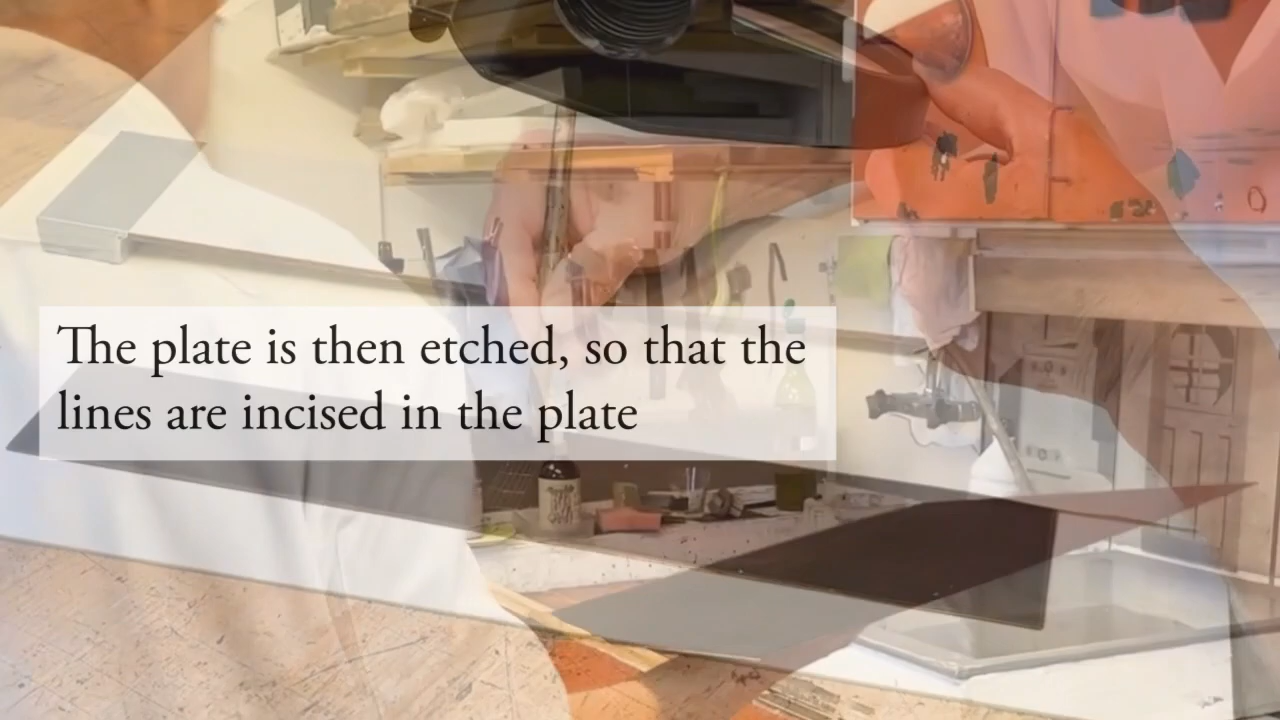 The plate is then etched, so that the
lines are incised in the plate